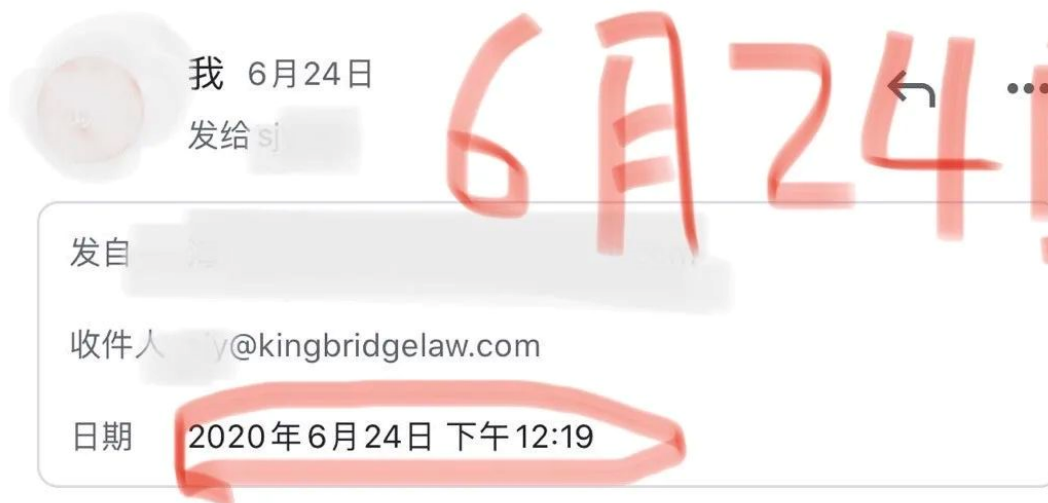 我 6月24日
6月24日
发给 sj
发自
收件人 y@kingbridgelaw.com
日期 2020年6月24日 下午12:19